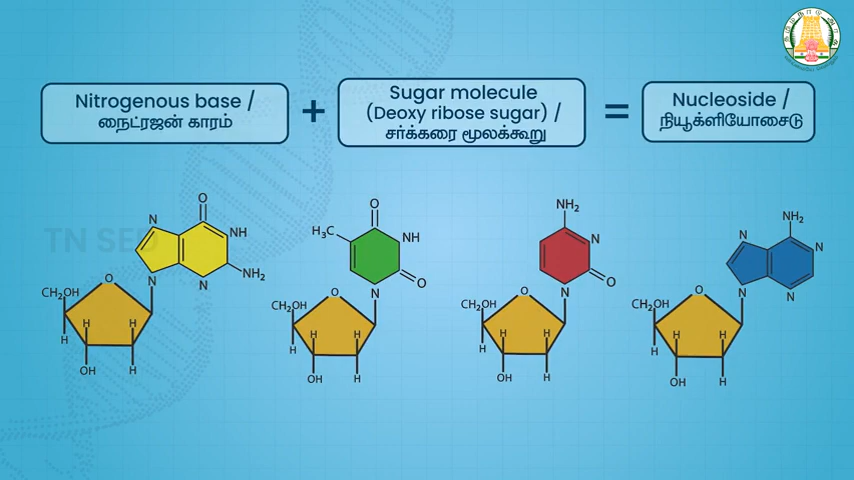 Nitrogenous base /
நைட்ரஜன் காரம்
+
Sugar molecule
(Deoxy ribose sugar) /
சர்க்கரை மூலக்கூறு
=
Nucleoside /
நியூக்ளியோசைடு
TN SED
O
N
NH
NH₂
N
N
O
CH₂OH
H
H
H
OH
H
O
H₃C
NH
O
N
O
CH₂OH
H
H
H
OH
H
NH₂
N
O
N
O
CH₂OH
H
H
H
OH
H
NH₂
N
N
N
N
O
CH₂OH
H
H
H
OH
H